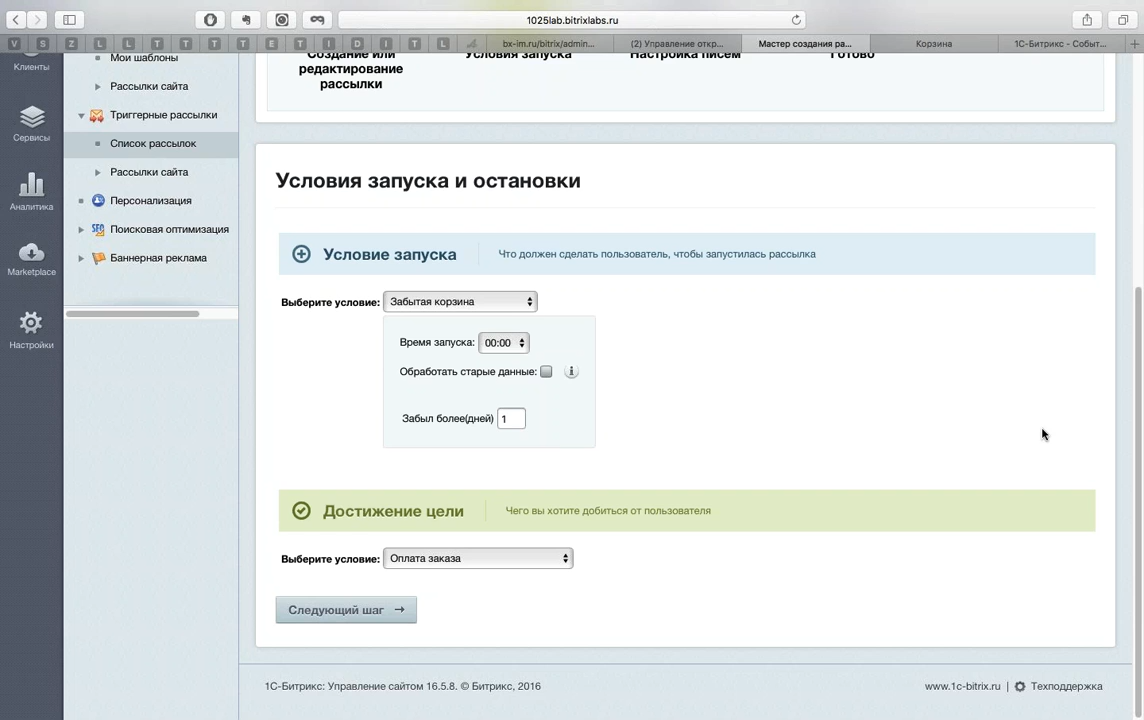 1025lab.bitrixlabs.ru
V S Z L L T T T T E T I D I T L
bx-im.ru/bitrix/admin...
(2) Управление откр...
Мастер создания ра...
Корзина
1С-Битрикс - Событ...
Клиенты
Сервисы
Аналитика
Marketplace
Настройки
Мои шаблоны
Рассылки сайта
Триггерные рассылки
Список рассылок
Рассылки сайта
Персонализация
SEO Поисковая оптимизация
Баннерная реклама
Создание или
редактирование
рассылки
Условия запуска
Настройка писем
Готово
Условия запуска и остановки
Условие запуска
Что должен сделать пользователь, чтобы запустилась рассылка
Выберите условие: Забытая корзина
Время запуска: 00:00
Обработать старые данные:
Забыл более(дней) 1
Достижение цели
Чего вы хотите добиться от пользователя
Выберите условие: Оплата заказа
Следующий шаг →
1С-Битрикс: Управление сайтом 16.5.8. © Битрикс, 2016
www.1c-bitrix.ru | Техподдержка